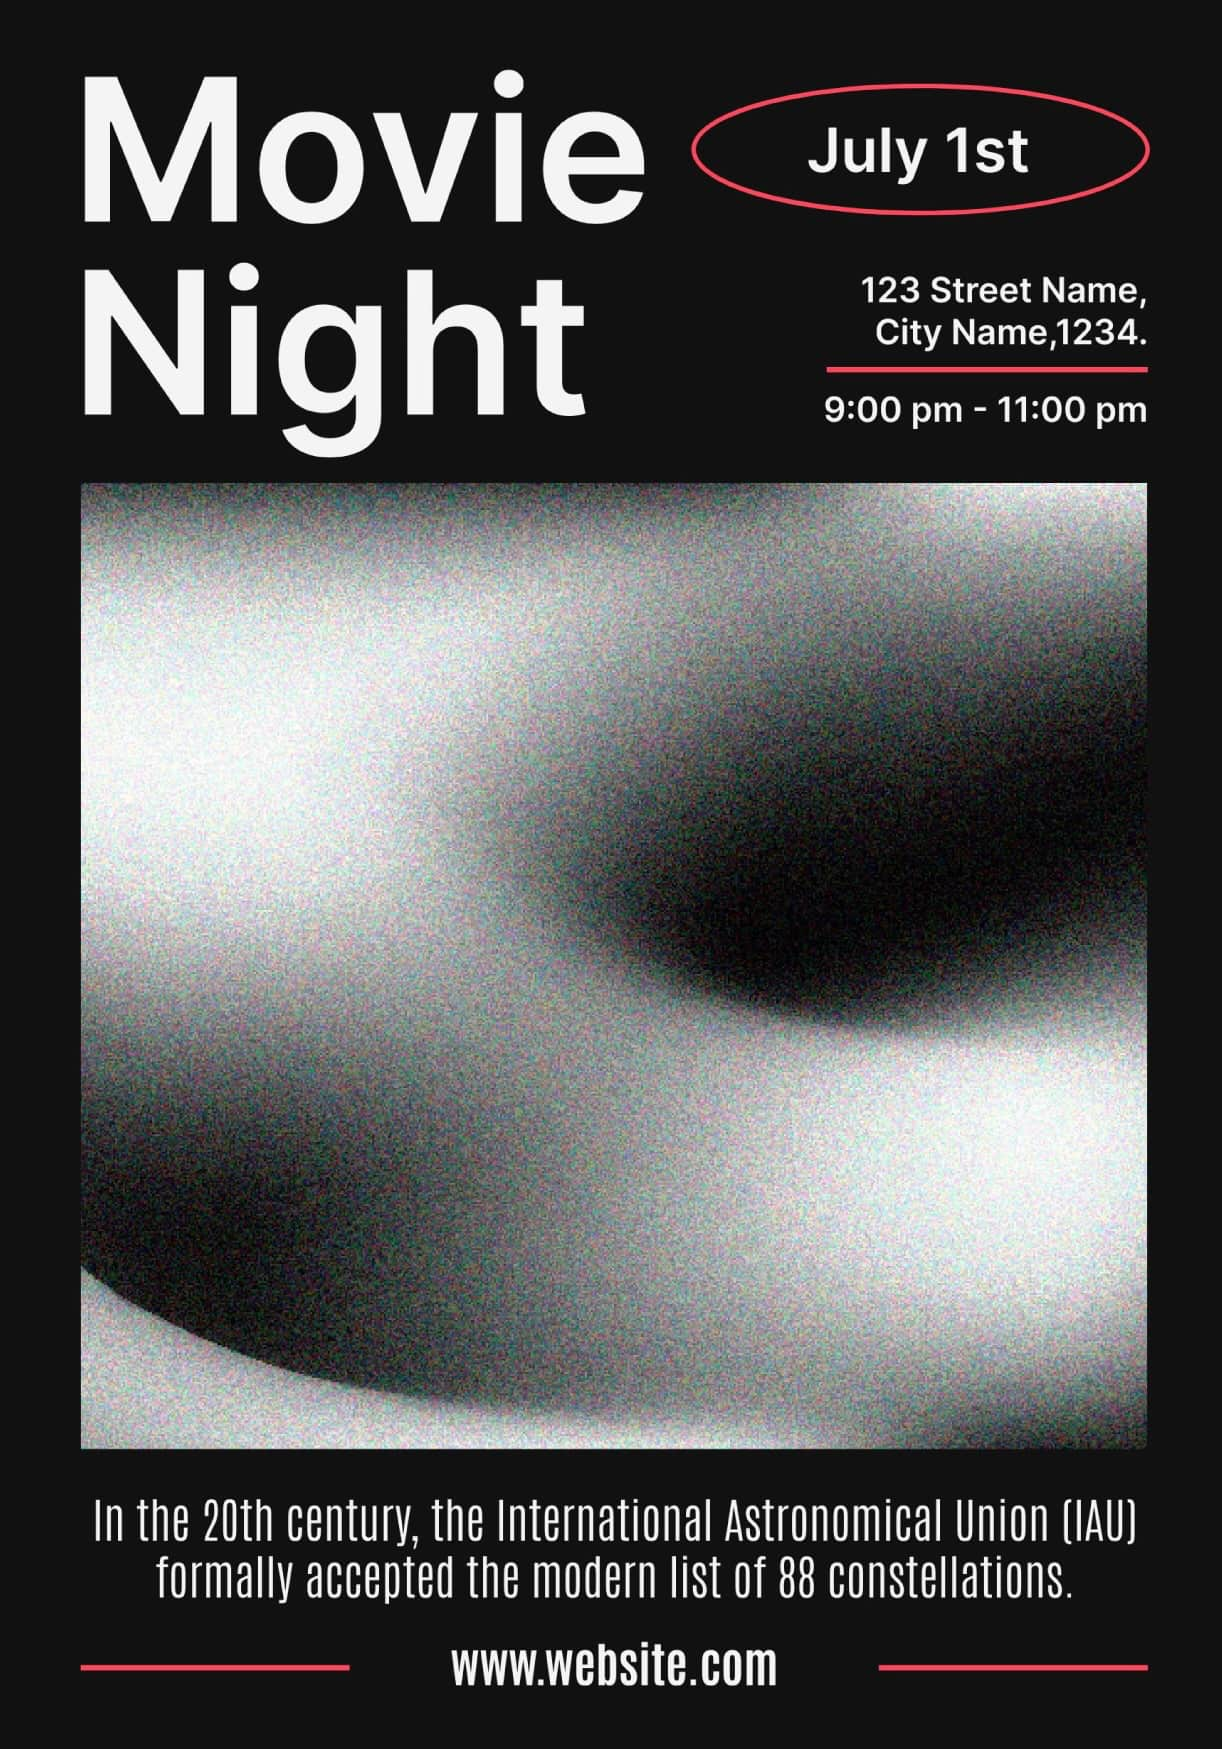 Movie
Night
July 1st
123 Street Name,
City Name,1234.
9:00 pm - 11:00 pm
In the 20th century, the International Astronomical Union (IAU)
formally accepted the modern list of 88 constellations.
www.website.com